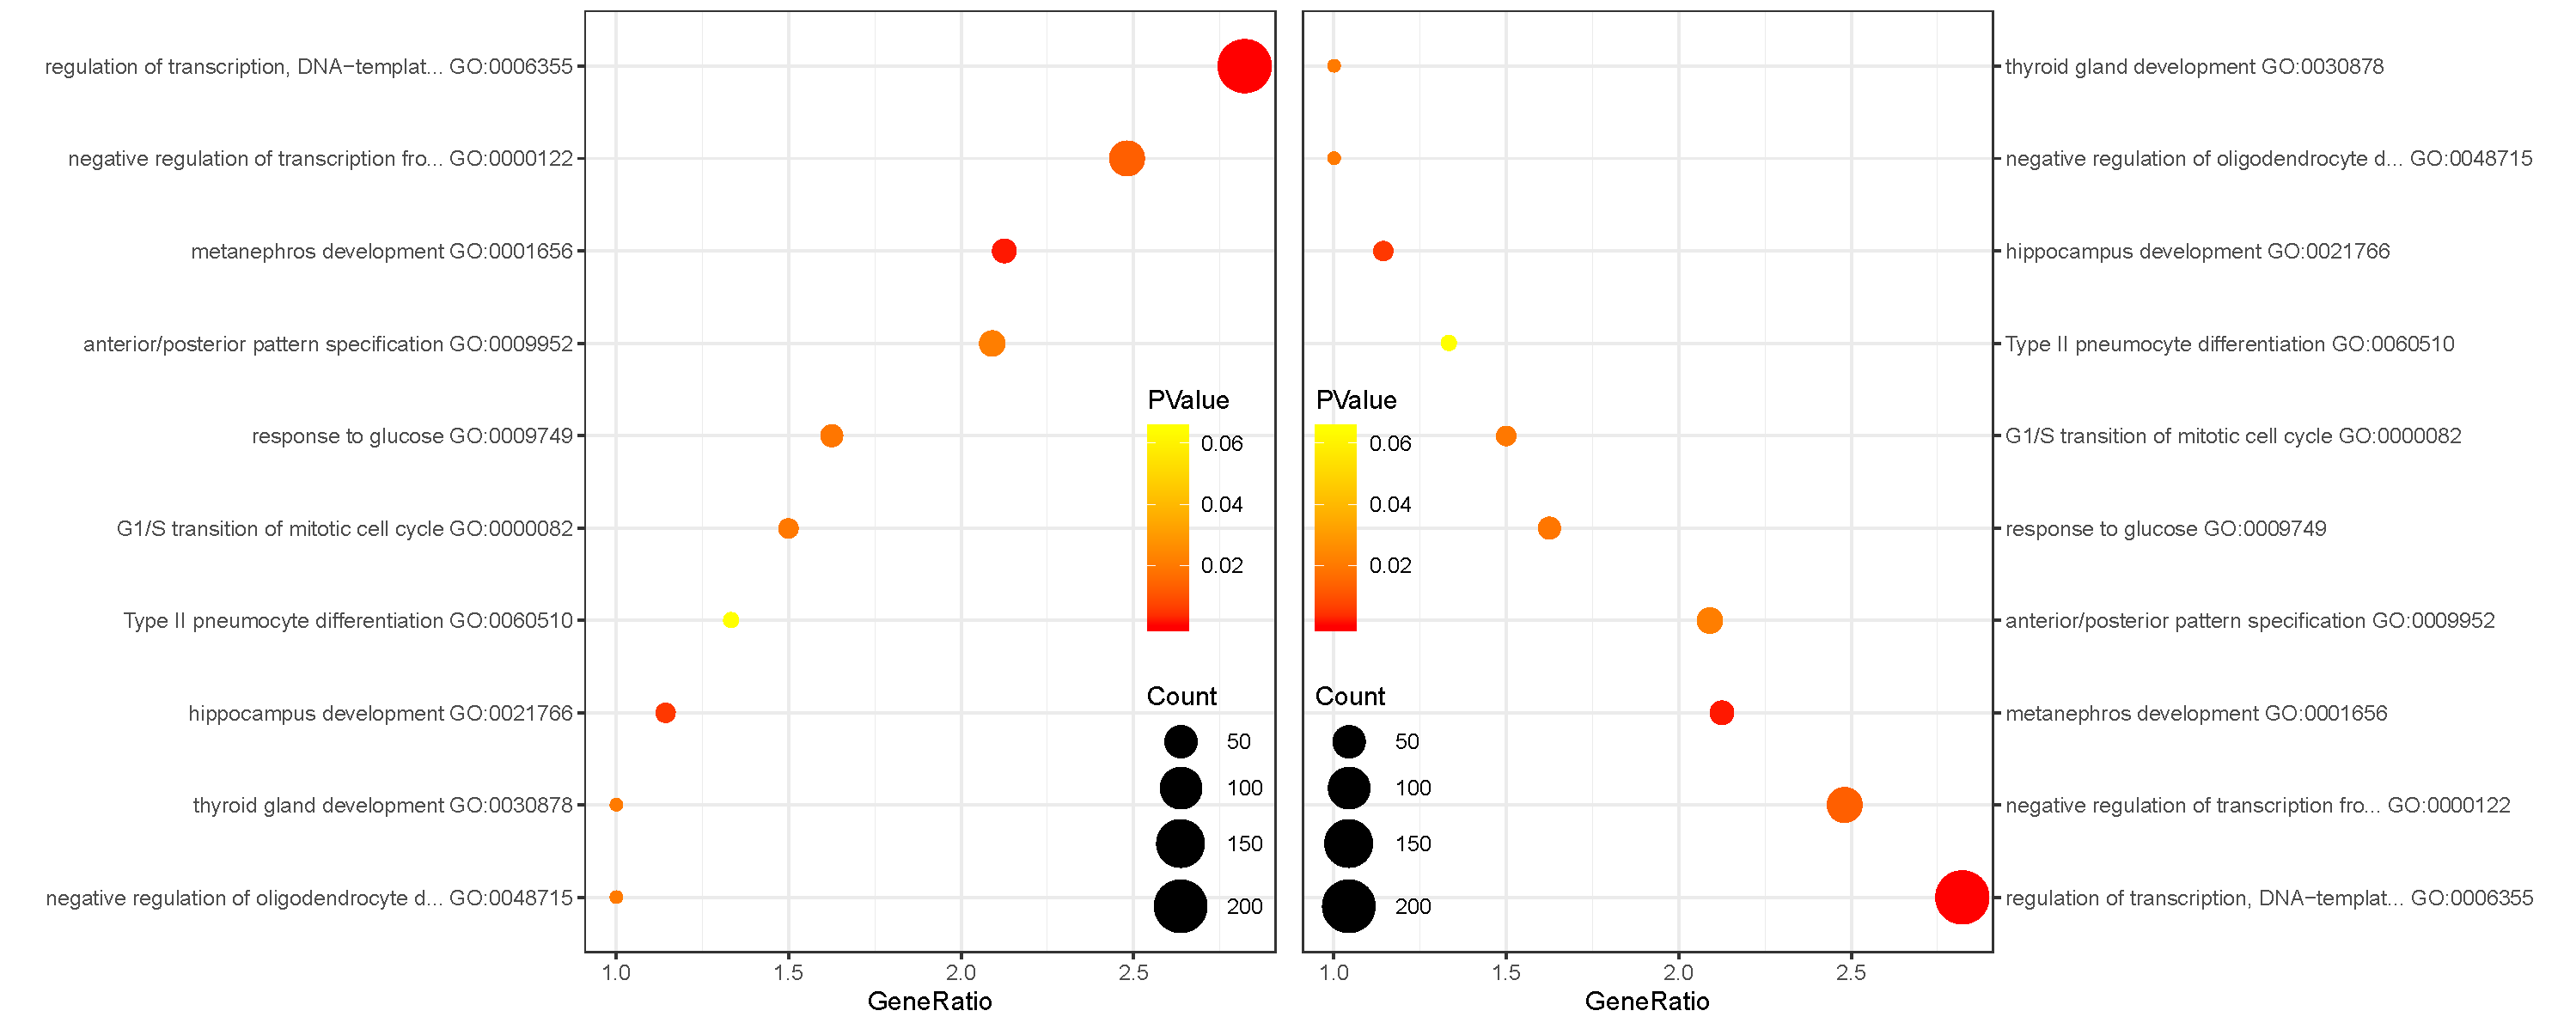 regulation of transcription, DNA−templat... GO:0006355
negative regulation of transcription fro... GO:0000122
metanephros development GO:0001656
anterior/posterior pattern specification GO:0009952
response to glucose GO:0009749
G1/S transition of mitotic cell cycle GO:0000082
Type II pneumocyte differentiation GO:0060510
hippocampus development GO:0021766
thyroid gland development GO:0030878
negative regulation of oligodendrocyte d... GO:0048715
PValue
0.06
0.04
0.02
Count
50
100
150
200
1.0 1.5 2.0 2.5
GeneRatio
PValue
0.06
0.04
0.02
Count
50
100
150
200
thyroid gland development GO:0030878
negative regulation of oligodendrocyte d... GO:0048715
hippocampus development GO:0021766
Type II pneumocyte differentiation GO:0060510
G1/S transition of mitotic cell cycle GO:0000082
response to glucose GO:0009749
anterior/posterior pattern specification GO:0009952
metanephros development GO:0001656
negative regulation of transcription fro... GO:0000122
regulation of transcription, DNA−templat... GO:0006355
1.0 1.5 2.0 2.5
GeneRatio